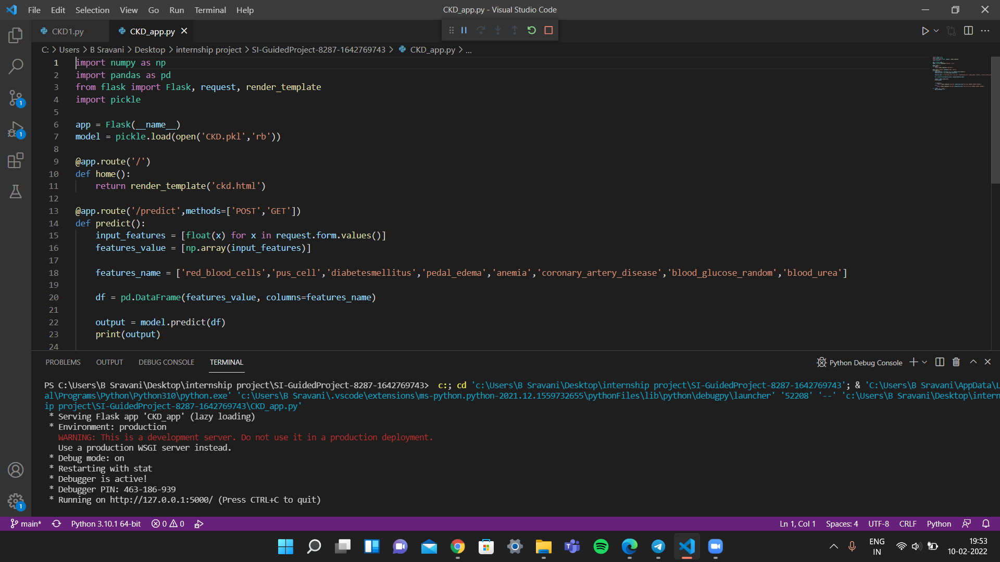 File Edit Selection View Go Run Terminal Help
CKD_app.py - Visual Studio Code
CKD1.py
CKD_app.py
C: > Users > B Sravani > Desktop > internship project > SI-GuidedProject-8287-1642769743 > CKD_app.py > ...
1 import numpy as np
2 import pandas as pd
3 from flask import Flask, request, render_template
4 import pickle
5
6 app = Flask(__name__)
7 model = pickle.load(open('CKD.pkl','rb'))
8
9 @app.route('/')
10 def home():
11     return render_template('ckd.html')
12
13 @app.route('/predict',methods=['POST','GET'])
14 def predict():
15     input_features = [float(x) for x in request.form.values()]
16     features_value = [np.array(input_features)]
17
18     features_name = ['red_blood_cells','pus_cell','diabetesmellitus','pedal_edema','anemia','coronary_artery_disease','blood_glucose_random','blood_urea']
19
20     df = pd.DataFrame(features_value, columns=features_name)
21
22     output = model.predict(df)
23     print(output)
24
PROBLEMS OUTPUT DEBUG CONSOLE TERMINAL
Python Debug Console
PS C:\Users\B Sravani\Desktop\internship project\SI-GuidedProject-8287-1642769743>  c:; cd 'c:\Users\B Sravani\Desktop\internship project\SI-GuidedProject-8287-1642769743'; & 'C:\Users\B Sravani\AppData\L
al\Programs\Python\Python310\python.exe' 'c:\Users\B Sravani\.vscode\extensions\ms-python.python-2021.12.1559732655\pythonFiles\lib\python\debugpy\launcher' '52208' '--' 'c:\Users\B Sravani\Desktop\intern
ip project\SI-GuidedProject-8287-1642769743\CKD_app.py'
* Serving Flask app 'CKD_app' (lazy loading)
* Environment: production
WARNING: This is a development server. Do not use it in a production deployment.
Use a production WSGI server instead.
* Debug mode: on
* Restarting with stat
* Debugger is active!
* Debugger PIN: 463-186-939
* Running on http://127.0.0.1:5000/ (Press CTRL+C to quit)
main* Python 3.10.1 64-bit 0 0
Ln 1, Col 1 Spaces: 4 UTF-8 CRLF Python
ENG
IN
19:53
10-02-2022